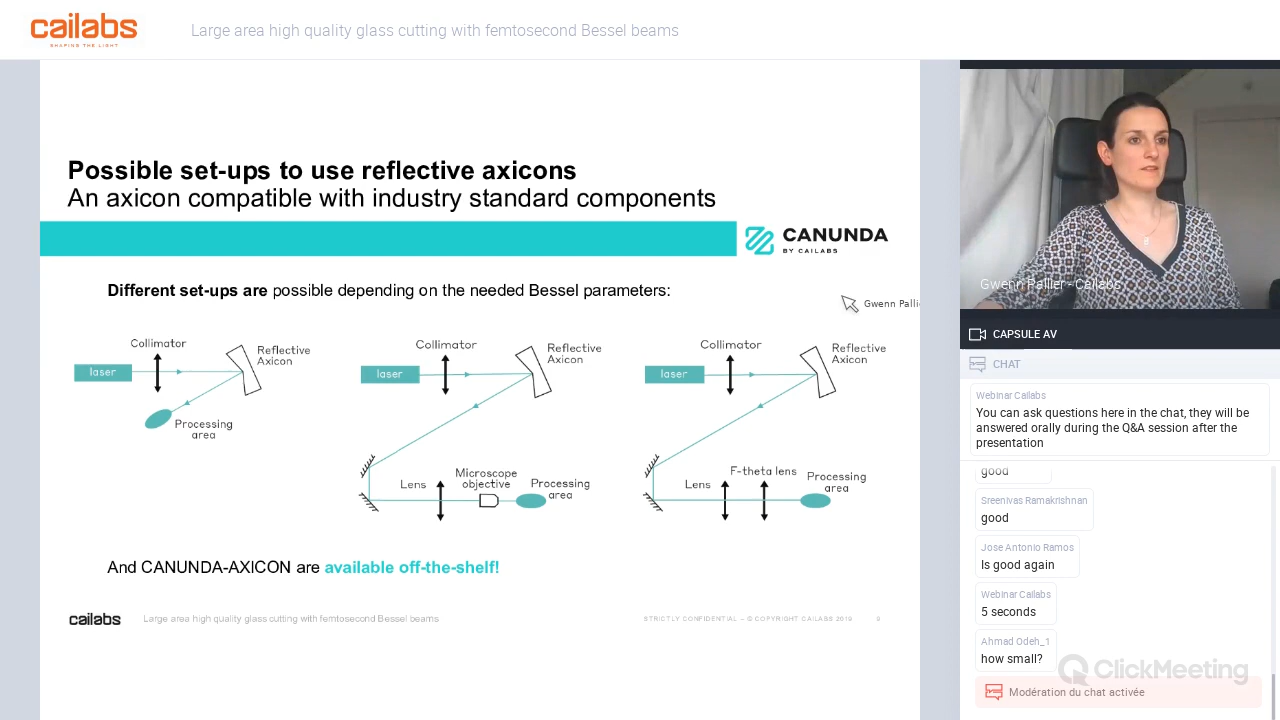 cailabs
SHAPING THE LIGHT
Large area high quality glass cutting with femtosecond Bessel beams
Possible set-ups to use reflective axicons
An axicon compatible with industry standard components
CANUNDA
BY CAILABS
Different set-ups are possible depending on the needed Bessel parameters:
Gwenn Palli
Collimator
Reflective
Axicon
laser
Processing
area
Collimator
Reflective
Axicon
laser
Lens
Microscope
objective
Processing
area
Collimator
Reflective
Axicon
laser
Lens
F-theta lens
Processing
area
And CANUNDA-AXICON are available off-the-shelf!
cailabs
Large area high quality glass cutting with femtosecond Bessel beams
STRICTLY CONFIDENTIAL – © COPYRIGHT CAILABS 2019
Gwenn Pallier - Cailabs
CAPSULE AV
CHAT
Webinar Cailabs
You can ask questions here in the chat, they will be
answered orally during the Q&A session after the
presentation
good
Sreenivas Ramakrishnan
good
Jose Antonio Ramos
Is good again
Webinar Cailabs
5 seconds
Ahmad Odeh_1
how small?
ClickMeeting
Modération du chat activée